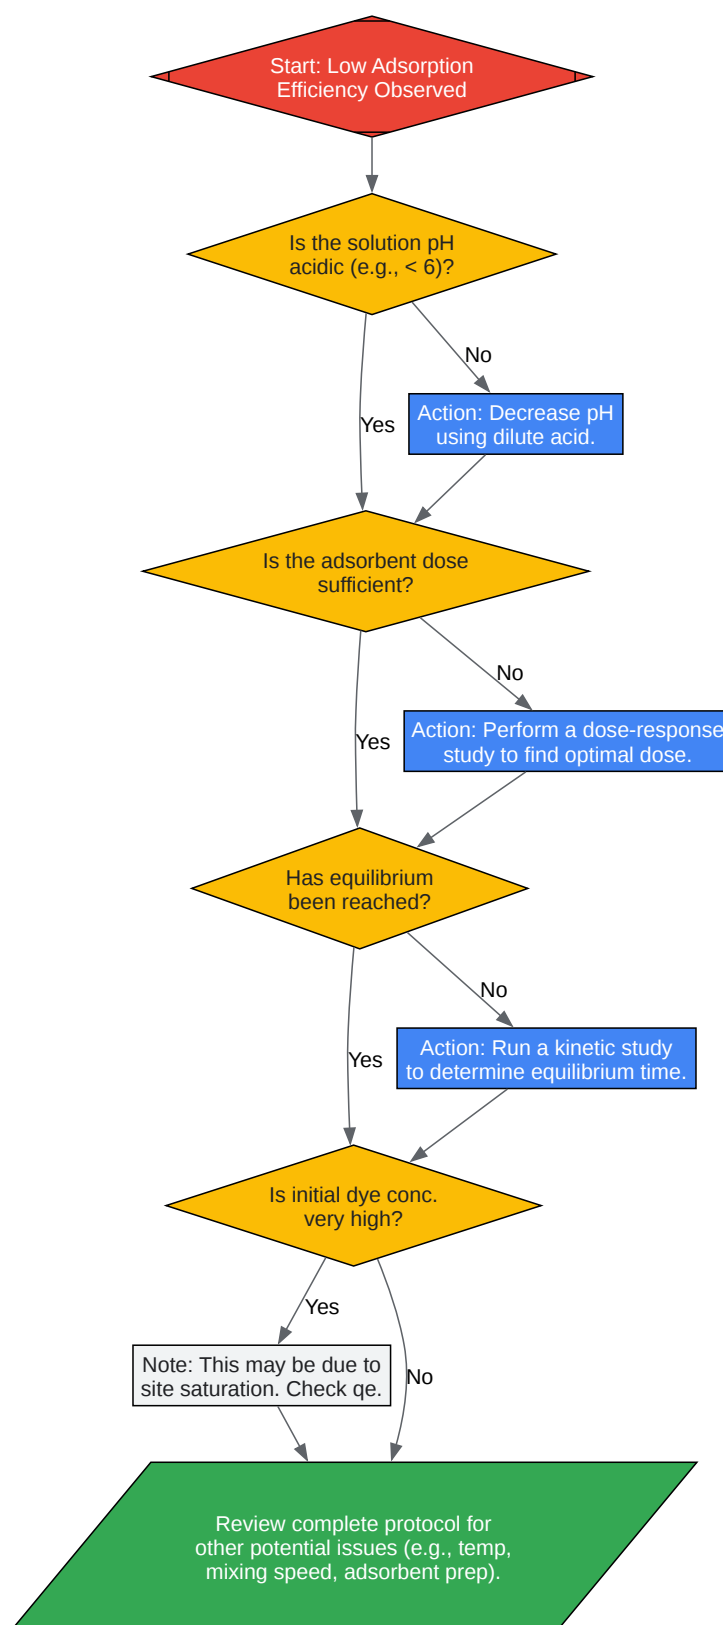 Start: Low Adsorption
Efficiency Observed
Is the solution pH
acidic (e.g., < 6)?
No
Action: Decrease pH
using dilute acid.
Yes
Is the adsorbent dose
sufficient?
No
Action: Perform a dose-response
study to find optimal dose.
Yes
Has equilibrium
been reached?
No
Action: Run a kinetic study
to determine equilibrium time.
Yes
Is initial dye conc.
very high?
Yes
Note: This may be due to
site saturation. Check qe.
No
Review complete protocol for
other potential issues (e.g., temp,
mixing speed, adsorbent prep).